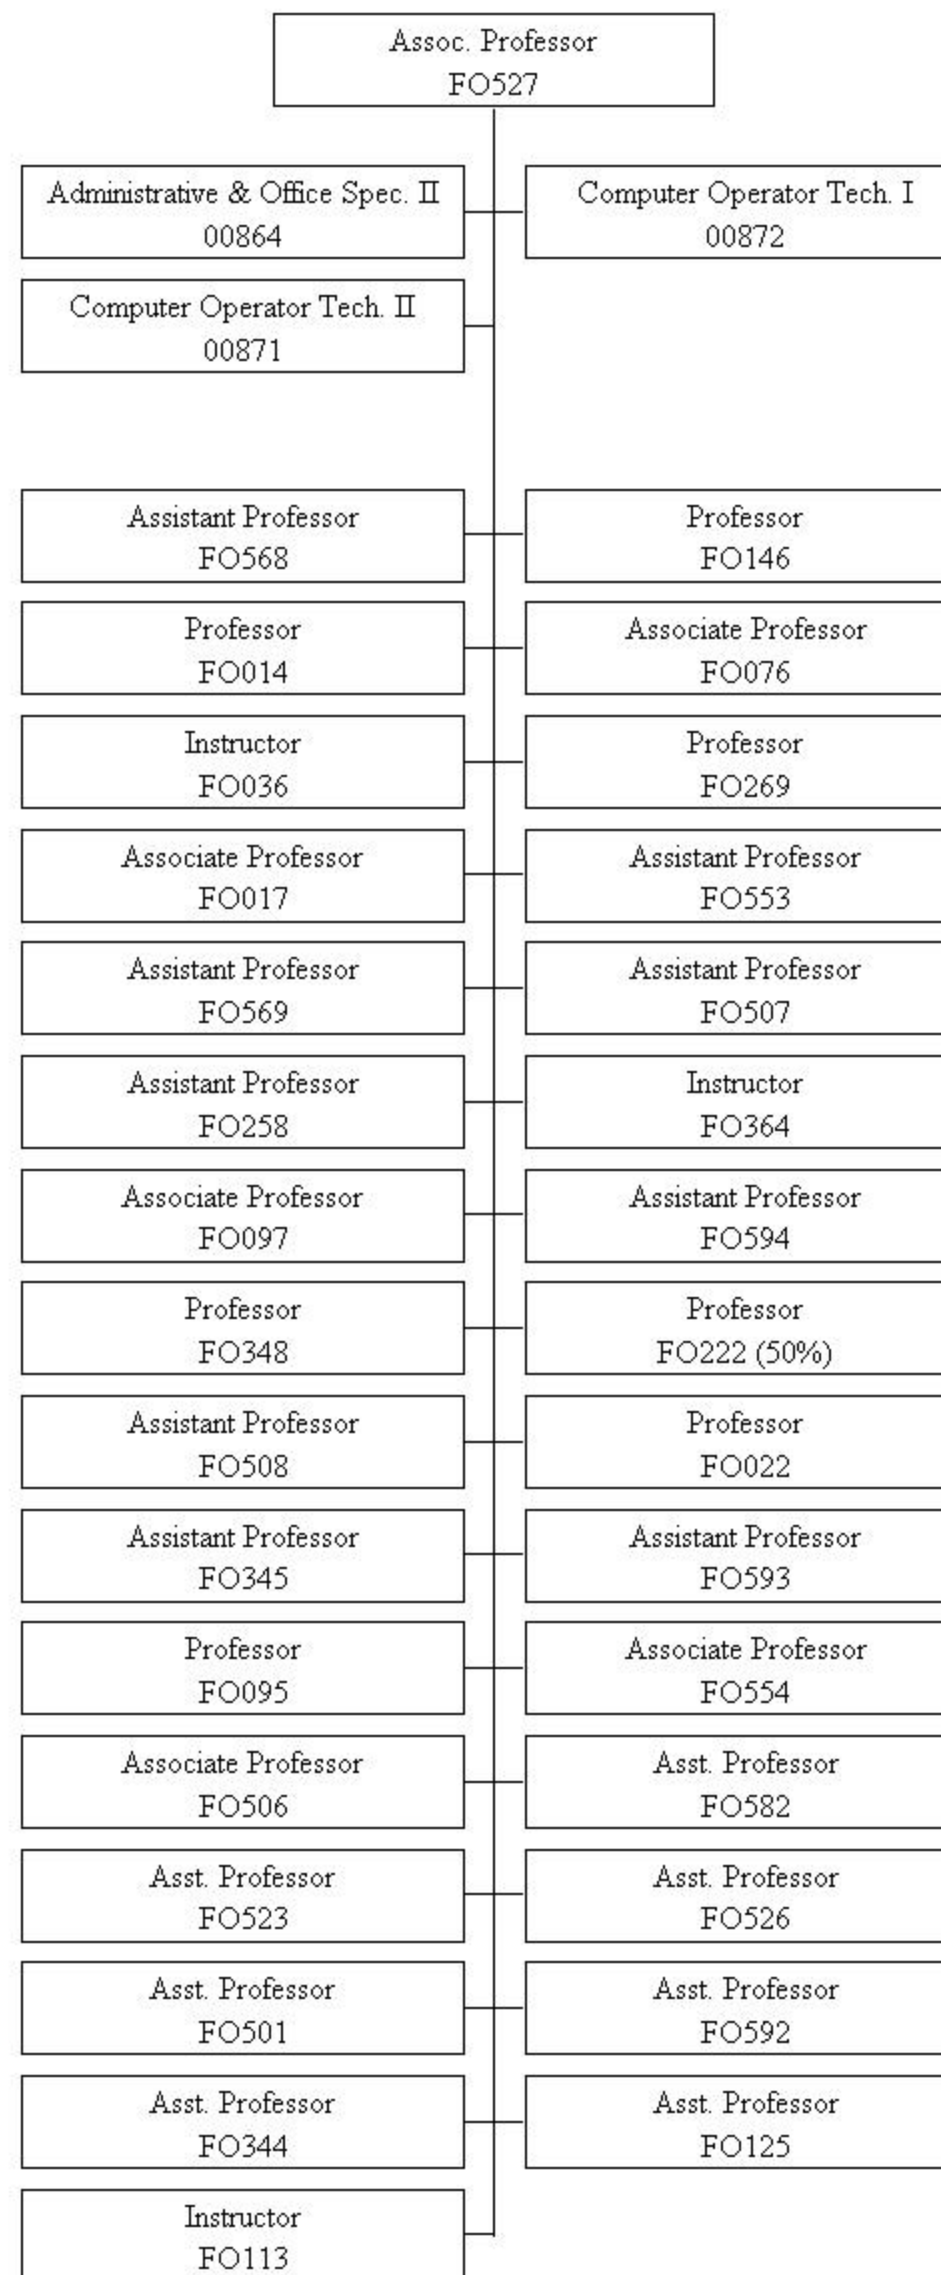 Assoc. Professor
FO527
Administrative & Office Spec. II
00864
Computer Operator Tech. I
00872
Computer Operator Tech. II
00871
Assistant Professor
FO568
Professor
FO146
Professor
FO014
Associate Professor
FO076
Instructor
FO036
Professor
FO269
Associate Professor
FO017
Assistant Professor
FO553
Assistant Professor
FO569
Assistant Professor
FO507
Assistant Professor
FO258
Instructor
FO364
Associate Professor
FO097
Assistant Professor
FO594
Professor
FO348
Professor
FO222 (50%)
Assistant Professor
FO508
Professor
FO022
Assistant Professor
FO345
Assistant Professor
FO593
Professor
FO095
Associate Professor
FO554
Associate Professor
FO506
Asst. Professor
FO582
Asst. Professor
FO523
Asst. Professor
FO526
Asst. Professor
FO501
Asst. Professor
FO592
Asst. Professor
FO344
Asst. Professor
FO125
Instructor
FO113